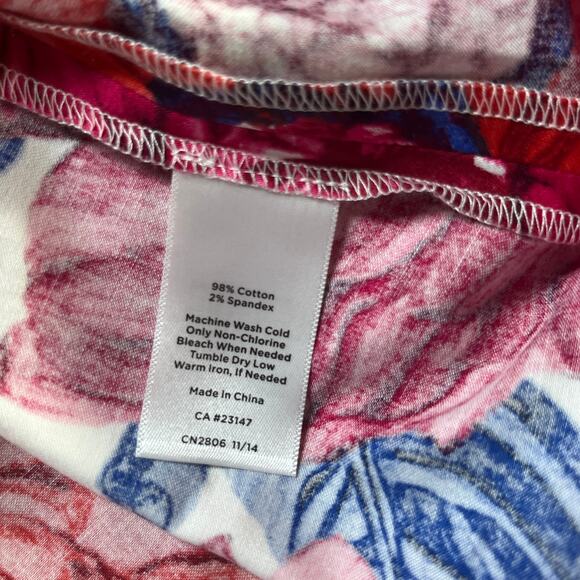 98% Cotton
2% Spandex
Machine Wash Cold
Only Non-Chlorine
Bleach When Needed
Tumble Dry Low
Warm Iron, If Needed
Made in China
CA #23147
CN2806 11/14